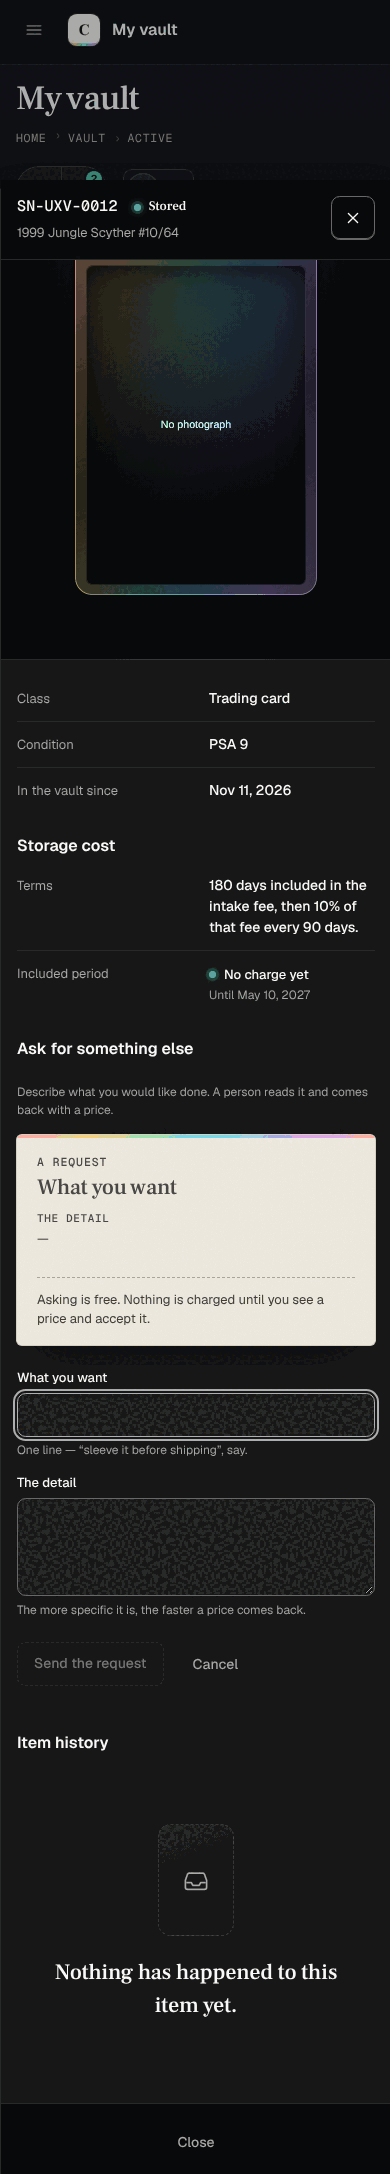 C
My vault
My vault
HOME › VAULT › ACTIVE
2
SN-UXV-0012
Stored
1999 Jungle Scyther #10/64
No photograph
Class
Trading card
Condition
PSA 9
In the vault since
Nov 11, 2026
Storage cost
Terms
180 days included in the
intake fee, then 10% of
that fee every 90 days.
Included period
No charge yet
Until May 10, 2027
Ask for something else
Describe what you would like done. A person reads it and comes
back with a price.
A REQUEST
What you want
THE DETAIL
—
Asking is free. Nothing is charged until you see a
price and accept it.
What you want
One line — “sleeve it before shipping”, say.
The detail
The more specific it is, the faster a price comes back.
Send the request
Cancel
Item history
Nothing has happened to this
item yet.
Close